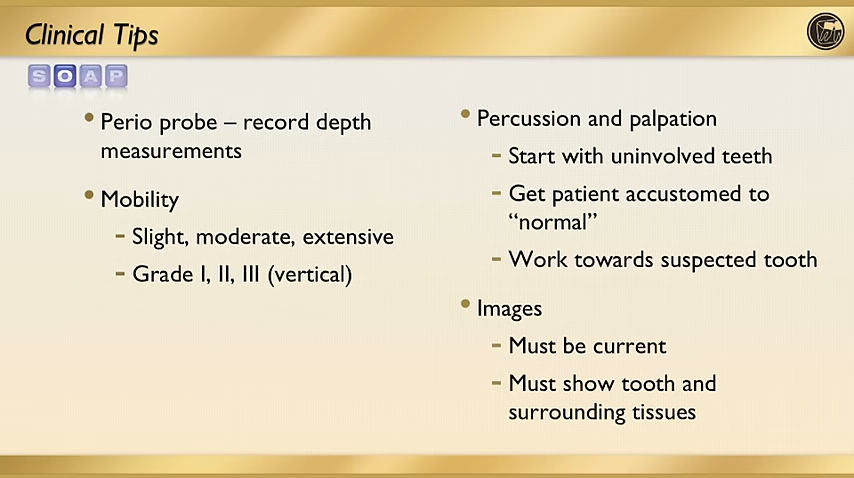 Clinical Tips
SOAP
• Perio probe – record depth
measurements
• Mobility
- Slight, moderate, extensive
- Grade I, II, III (vertical)
• Percussion and palpation
- Start with uninvolved teeth
- Get patient accustomed to
“normal”
- Work towards suspected tooth
• Images
- Must be current
- Must show tooth and
surrounding tissues